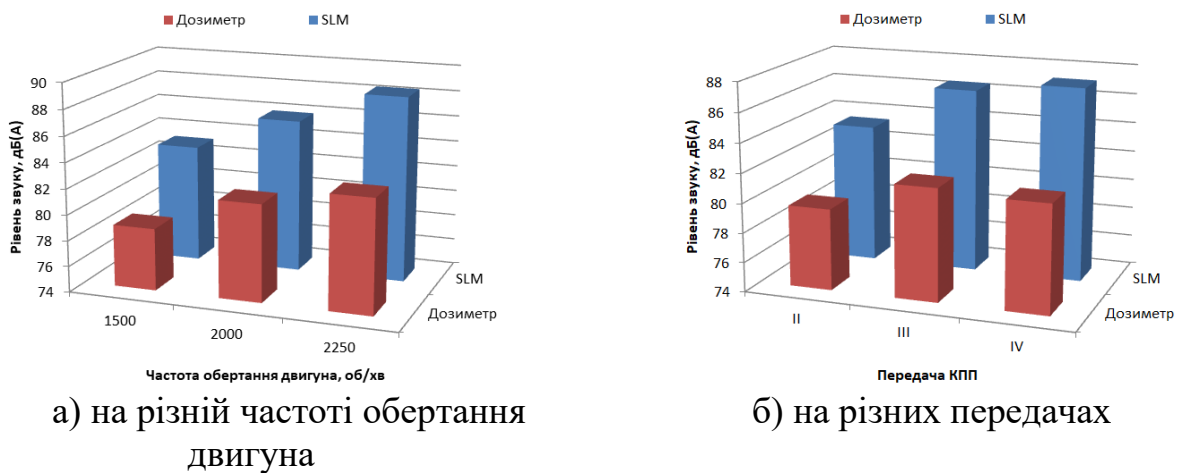 Дозиметр SLM
Рівень звуку, дБ(А)
90
88
86
84
82
80
78
76
74
1500
2000
2250
SLM
Дозиметр
Частота обертання двигуна, об/хв
а) на різній частоті обертання
двигуна
Дозиметр SLM
Рівень звуку, дБ(А)
88
86
84
82
80
78
76
74
II
III
IV
SLM
Дозиметр
Передача КПП
б) на різних передачах